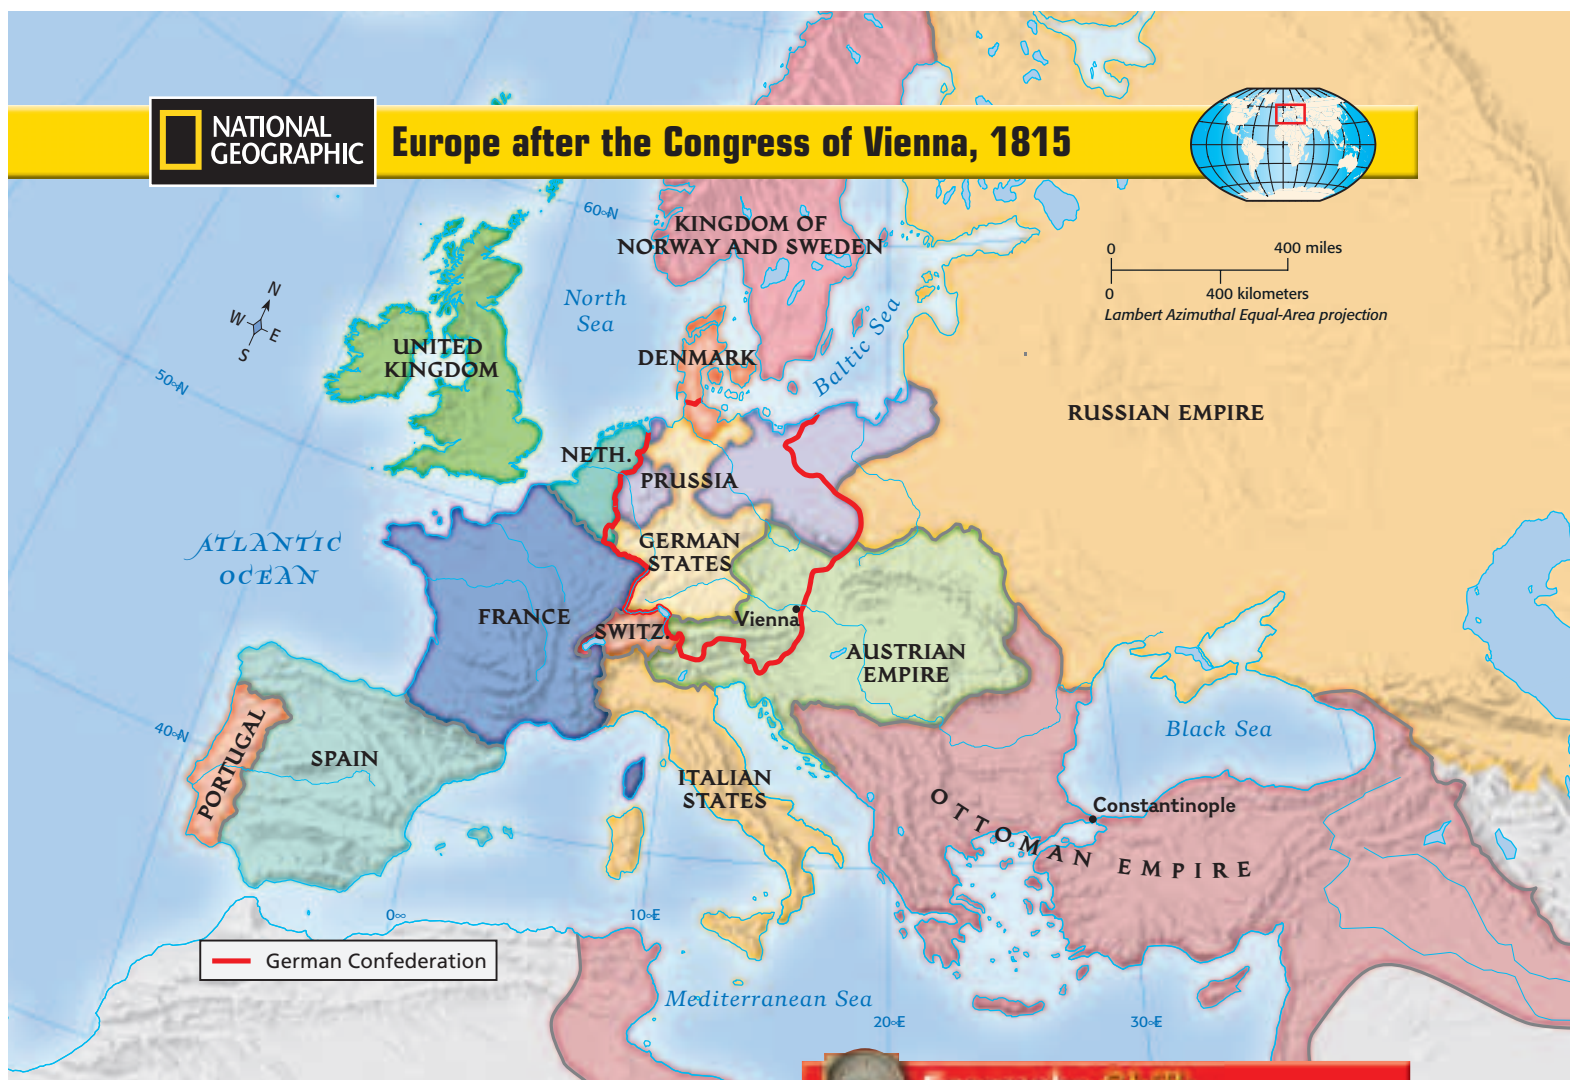 NATIONAL
GEOGRAPHIC
Europe after the Congress of Vienna, 1815
60°N
KINGDOM OF
NORWAY AND SWEDEN
0
400 miles
0
400 kilometers
Lambert Azimuthal Equal-Area projection
N
W
E
S
North
Sea
Baltic Sea
UNITED
KINGDOM
DENMARK
50°N
RUSSIAN EMPIRE
NETH.
PRUSSIA
ATLANTIC
OCEAN
GERMAN
STATES
FRANCE
SWITZ.
Vienna
AUSTRIAN
EMPIRE
40°N
PORTUGAL
SPAIN
Black Sea
ITALIAN
STATES
Constantinople
OTTOMAN EMPIRE
0°
10°E
German Confederation
Mediterranean Sea
20°E
30°E